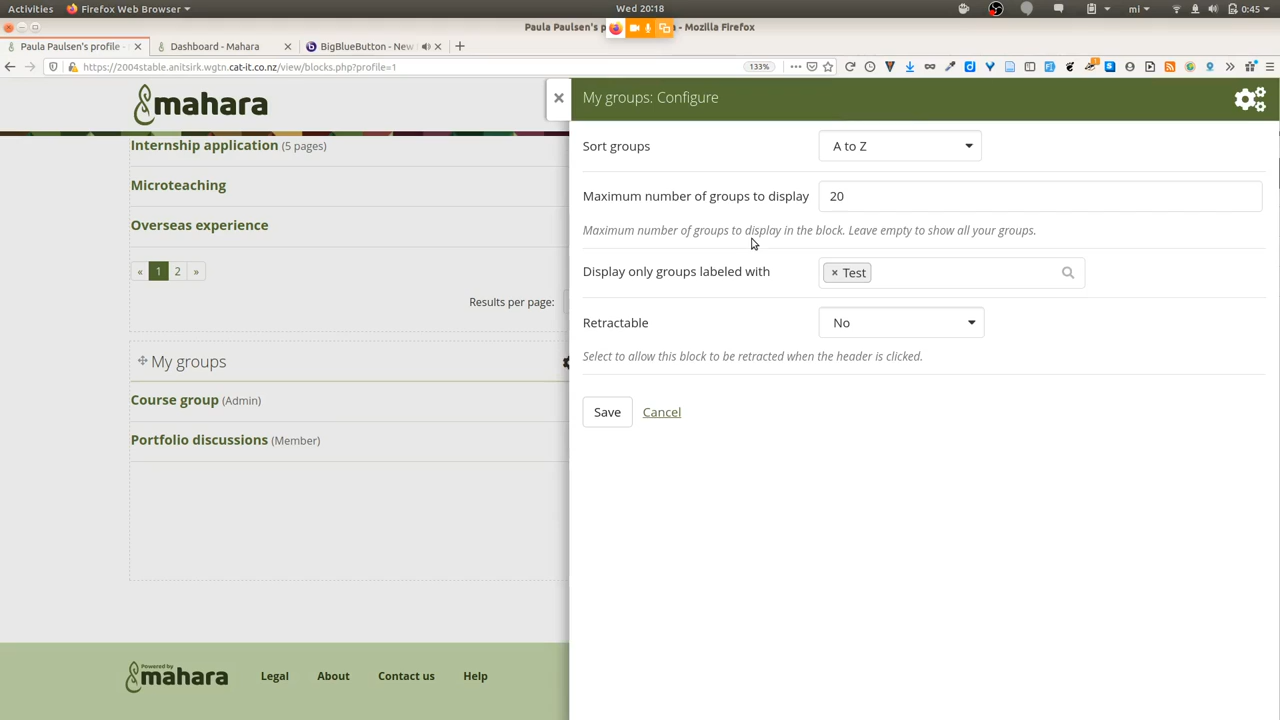 Activities
Firefox Web Browser
Wed 20:18
mi
0:45
Paula Paulsen's p
- Mozilla Firefox
Paula Paulsen's profile -
Dashboard - Mahara
BigBlueButton - New
https://2004stable.anitsirk.wgtn.cat-it.co.nz/view/blocks.php?profile=1
133%
mahara
Internship application (5 pages)
Microteaching
Overseas experience
« 1 2 »
Results per page:
My groups
Course group (Admin)
Portfolio discussions (Member)
Powered by
mahara
Legal
About
Contact us
Help
× My groups: Configure
Sort groups
A to Z
Maximum number of groups to display
20
Maximum number of groups to display in the block. Leave empty to show all your groups.
Display only groups labeled with
× Test
Retractable
No
Select to allow this block to be retracted when the header is clicked.
Save
Cancel